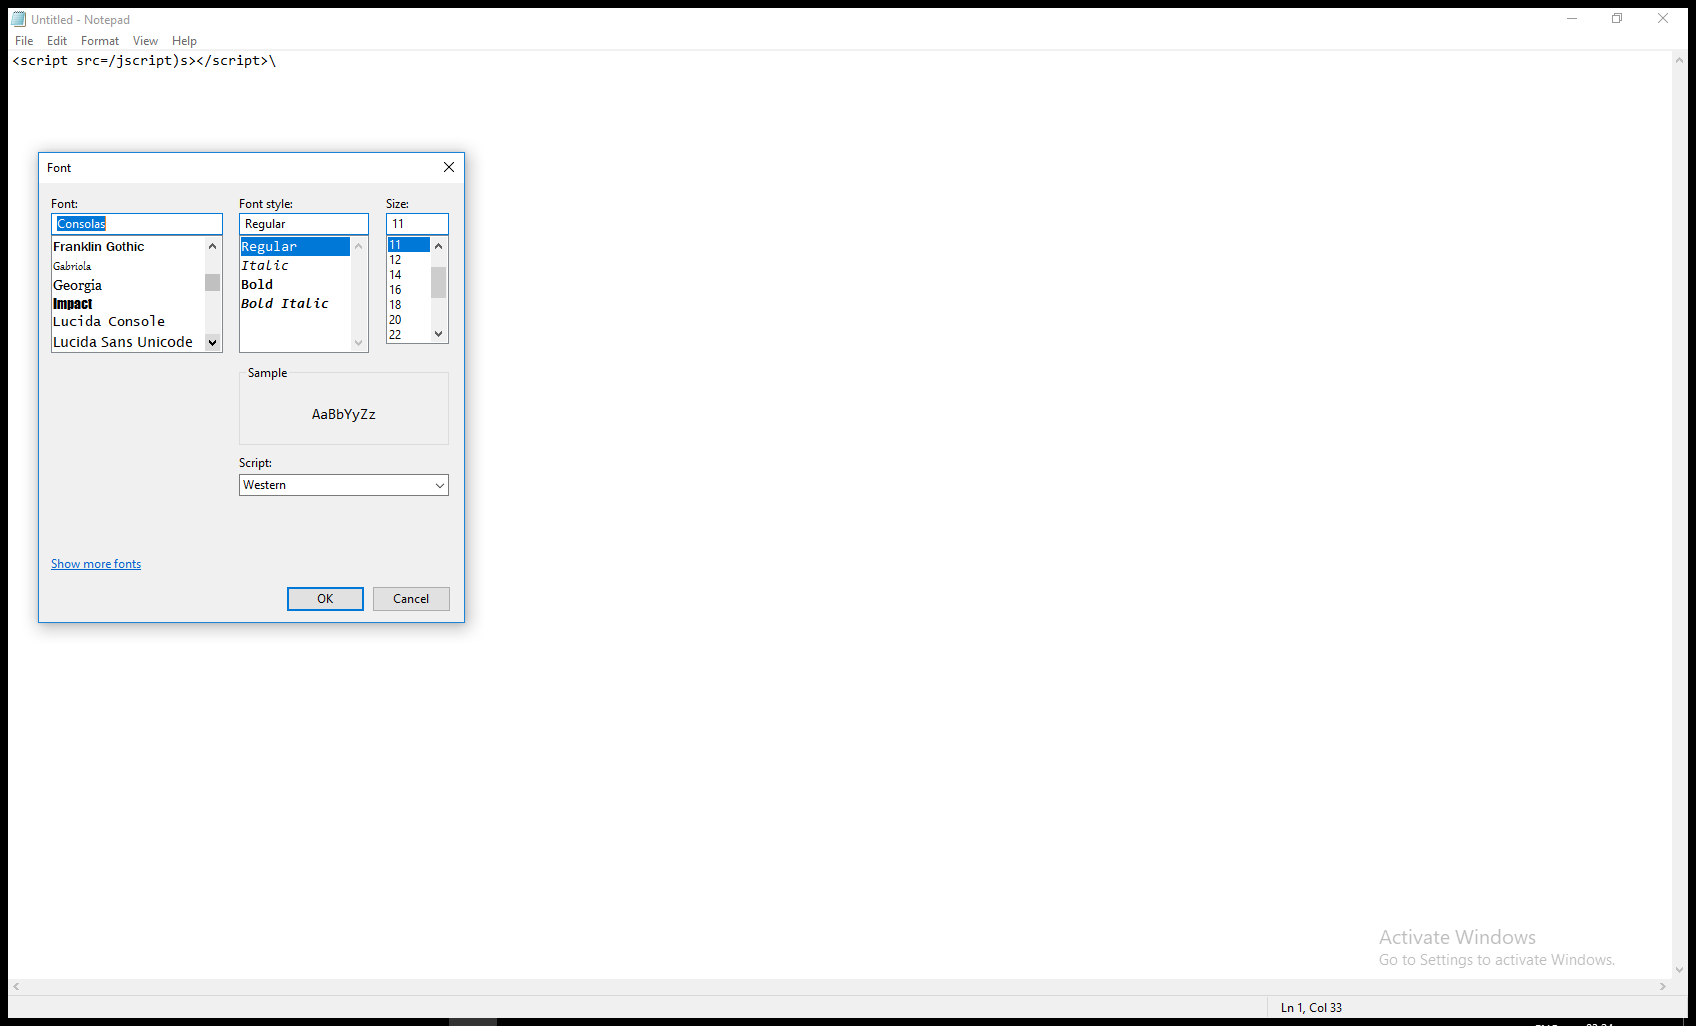 Untitled - Notepad
File Edit Format View Help
<script src=/jscript)s></script>\
Font
Font: Font style: Size:
Consolas Regular 11
Franklin Gothic
Gabriola
Georgia
Impact
Lucida Console
Lucida Sans Unicode
Regular
Italic
Bold
Bold Italic
11
12
14
16
18
20
22
Sample
AaBbYyZz
Script:
Western
Show more fonts
OK Cancel
Activate Windows
Go to Settings to activate Windows.
Ln 1, Col 33